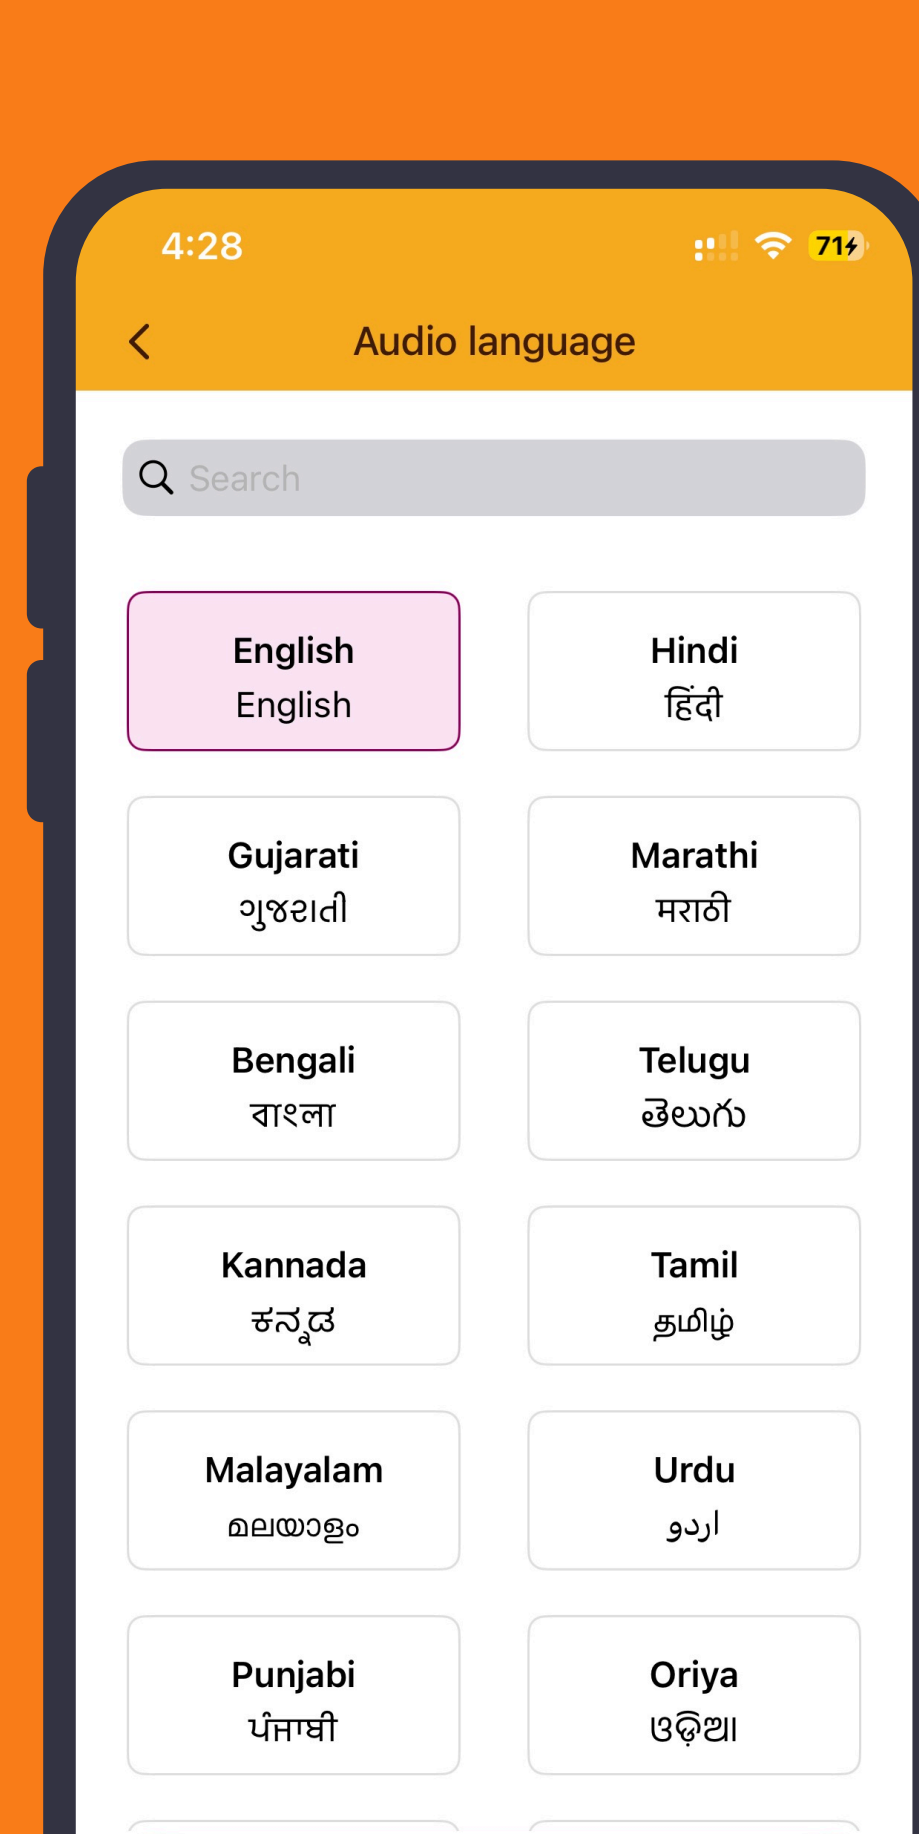 4:28
71
Audio language
Search
English
English
Hindi
हिंदी
Gujarati
ગુજરાતી
Marathi
मराठी
Bengali
বাংলা
Telugu
తెలుగు
Kannada
ಕನ್ನಡ
Tamil
தமிழ்
Malayalam
മലയാളം
Urdu
اردو
Punjabi
ਪੰਜਾਬੀ
Oriya
ଓଡ଼ିଆ